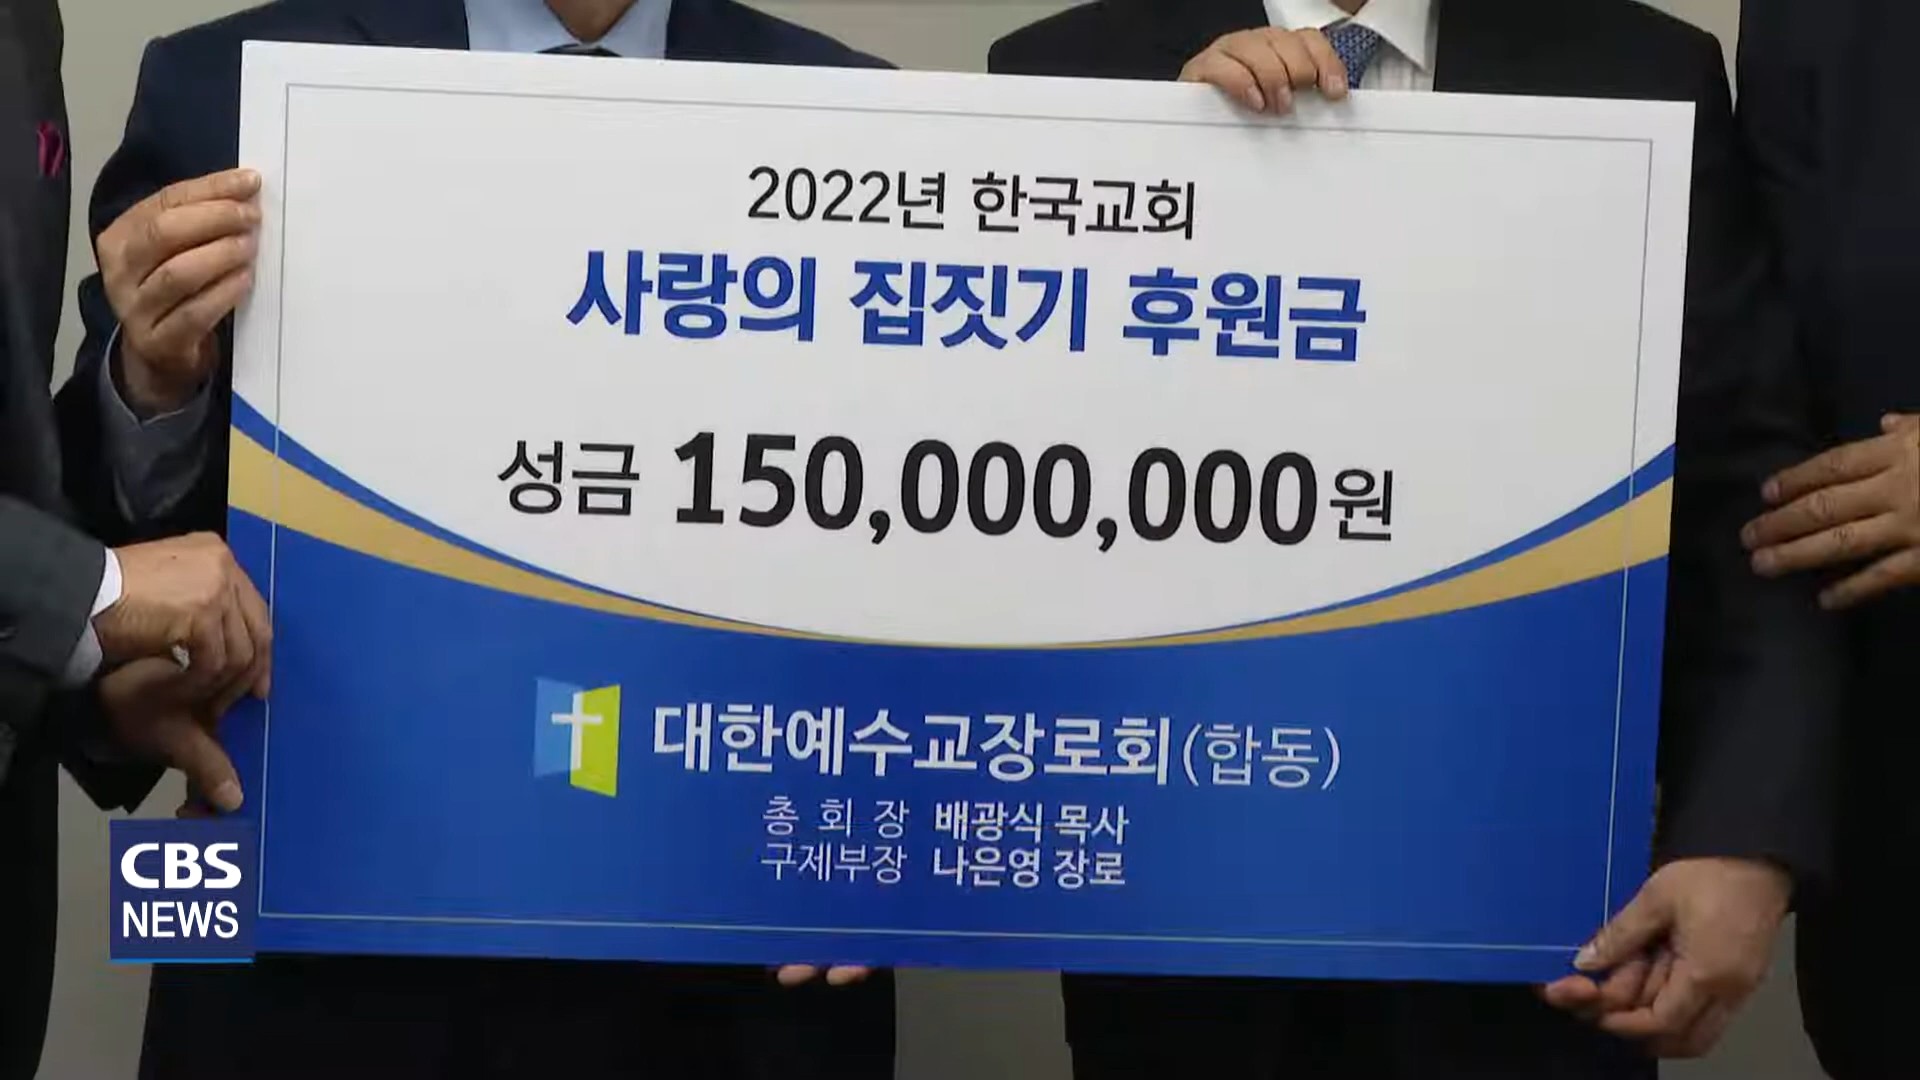 2022년 한국교회
사랑의 집짓기 후원금
성금 150,000,000원
대한예수교장로회(합동)
총 회 장 배광식 목사
구제부장 나은영 장로
CBS
NEWS